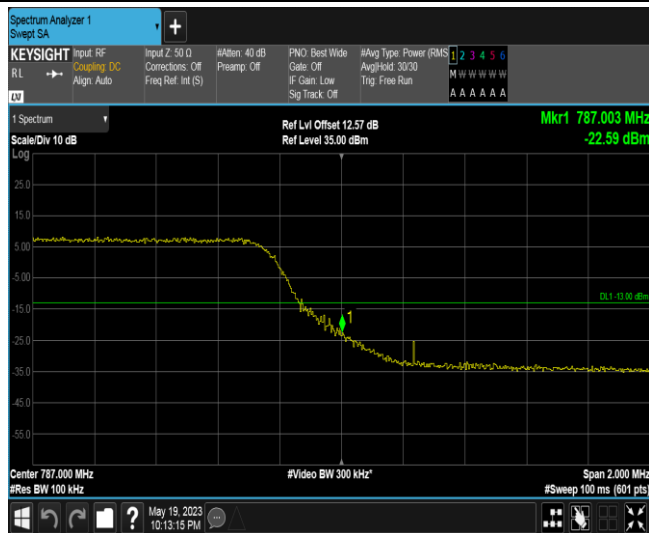 Spectrum Analyzer 1
Swept SA
+
KEYSIGHT
RL
Input: RF
Coupling: DC
Align: Auto
Input Z: 50 Ω
Corrections: Off
Freq Ref: Int (S)
#Atten: 40 dB
Preamp: Off
PNO: Best Wide
Gate: Off
IF Gain: Low
Sig Track: Off
#Avg Type: Power (RMS
Avg|Hold: 30/30
Trig: Free Run
1 2 3 4 5 6
M W W W W W
A A A A A A
1 Spectrum
Scale/Div 10 dB
Ref Lvl Offset 12.57 dB
Ref Level 35.00 dBm
Mkr1 787.003 MHz
-22.59 dBm
Log
25.0
15.0
5.00
-5.00
-15.0
-25.0
-35.0
-45.0
-55.0
DL1 -13.00 dBm
1
Center 787.000 MHz
#Res BW 100 kHz
#Video BW 300 kHz*
Span 2.000 MHz
#Sweep 100 ms (601 pts)
?
May 19, 2023
10:13:15 PM